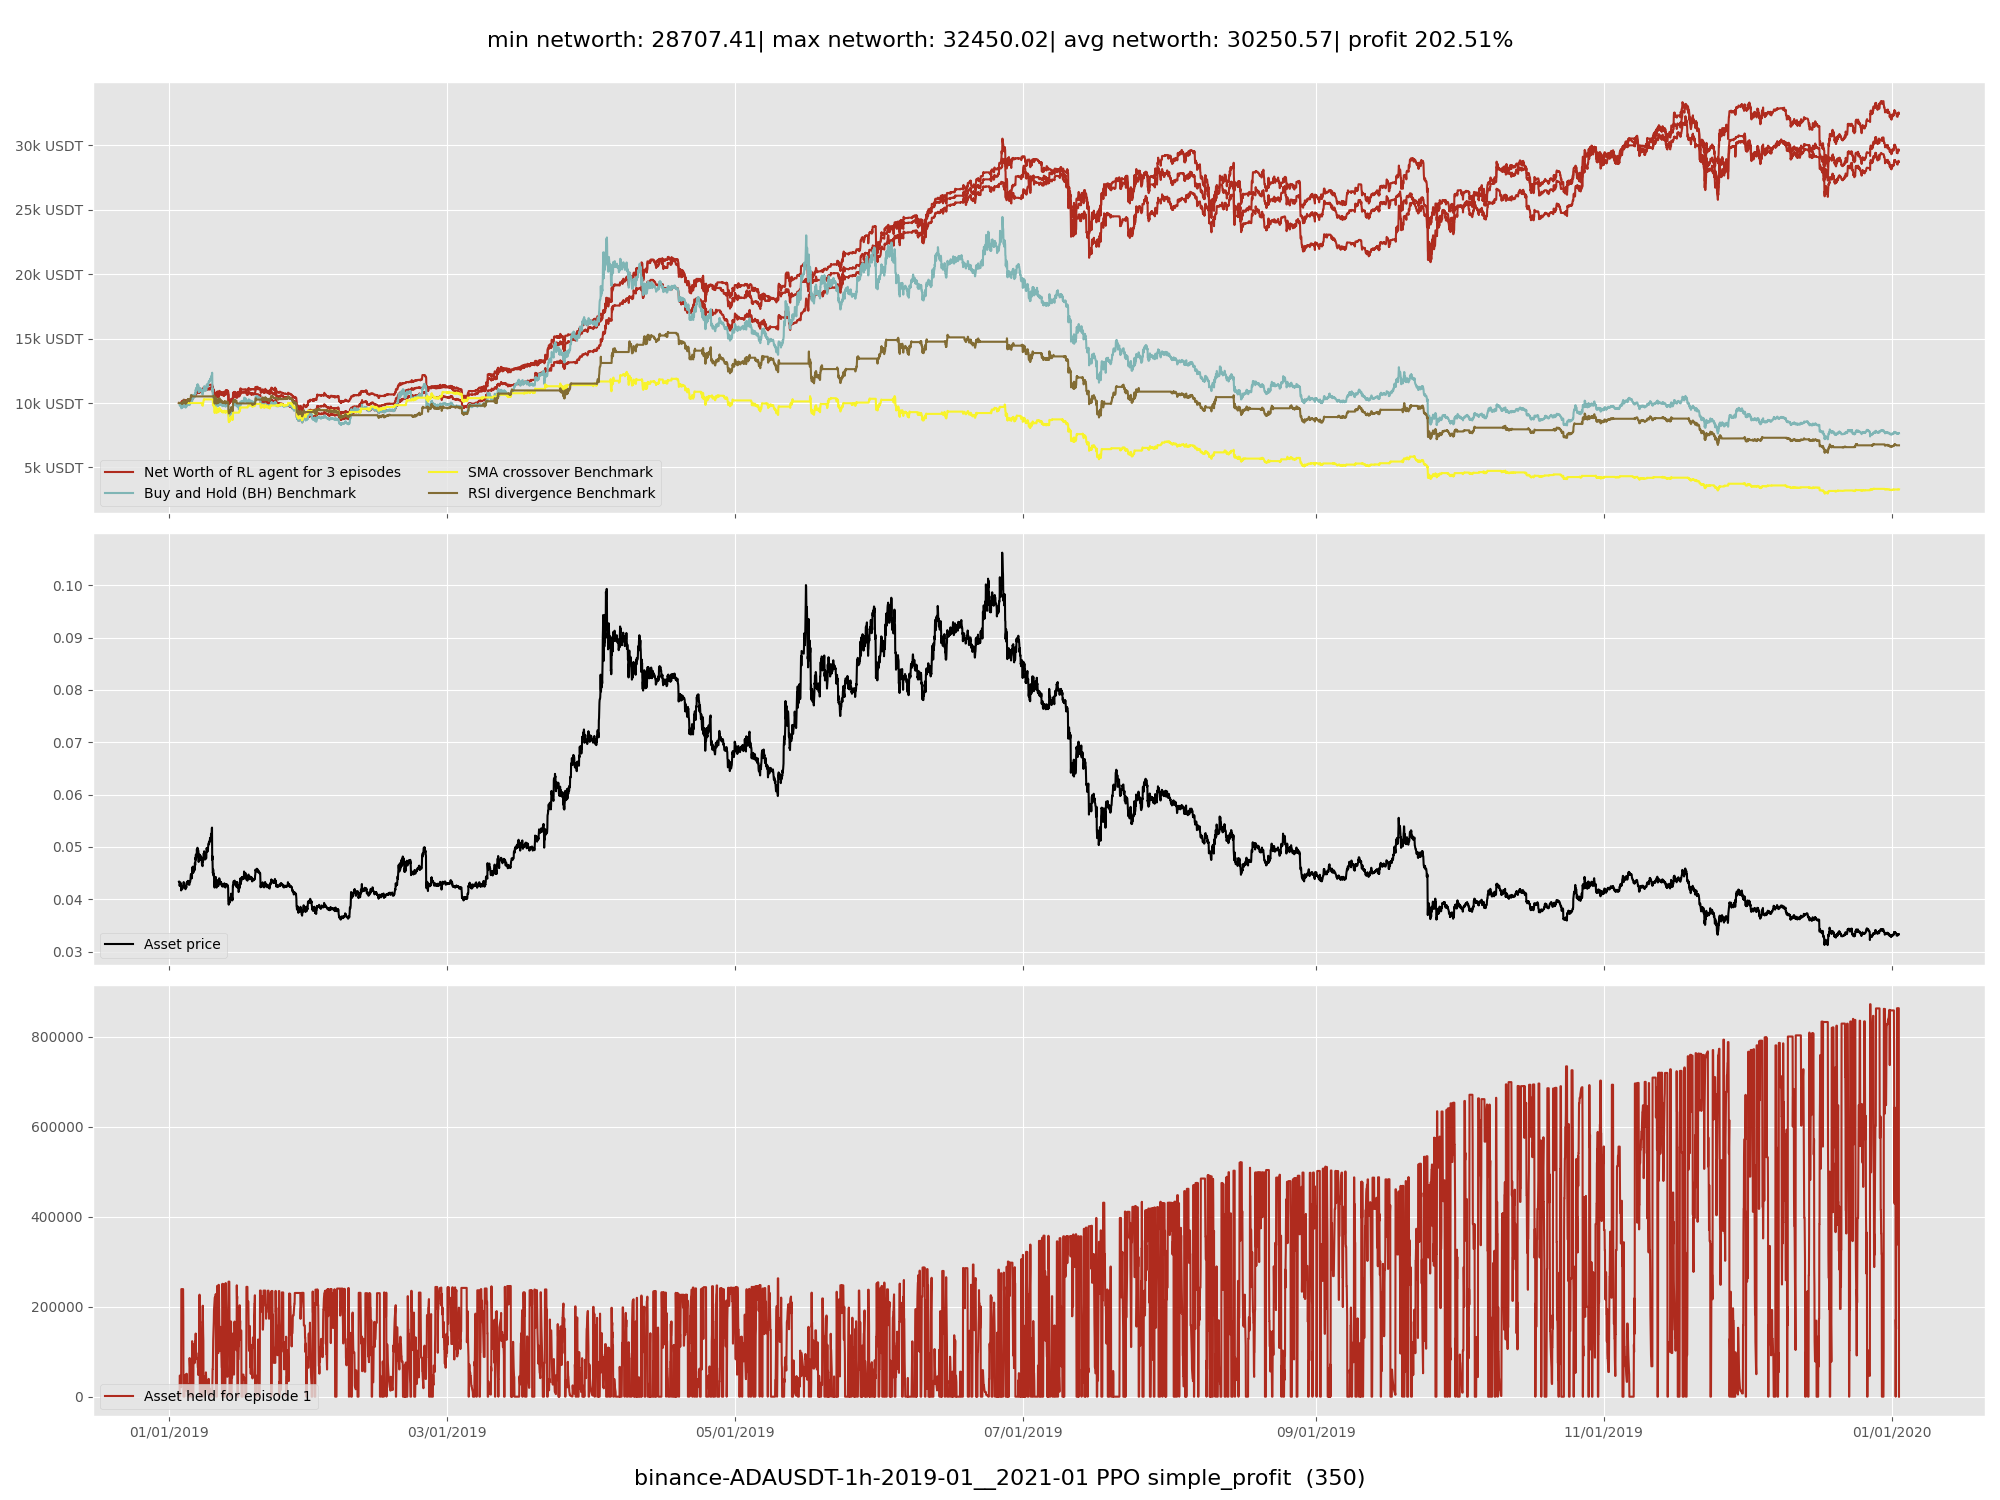 min networth: 28707.41| max networth: 32450.02| avg networth: 30250.57| profit 202.51%
30k USDT
25k USDT
20k USDT
15k USDT
10k USDT
5k USDT
Net Worth of RL agent for 3 episodes
Buy and Hold (BH) Benchmark
SMA crossover Benchmark
RSI divergence Benchmark
0.10
0.09
0.08
0.07
0.06
0.05
0.04
0.03
Asset price
800000
600000
400000
200000
0
Asset held for episode 1
01/01/2019 03/01/2019 05/01/2019 07/01/2019 09/01/2019 11/01/2019 01/01/2020
binance-ADAUSDT-1h-2019-01__2021-01 PPO simple_profit (350)